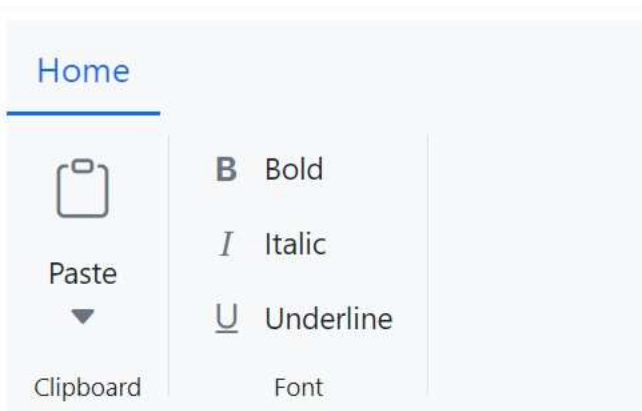 Home
Paste
Clipboard
B Bold
I Italic
U Underline
Font